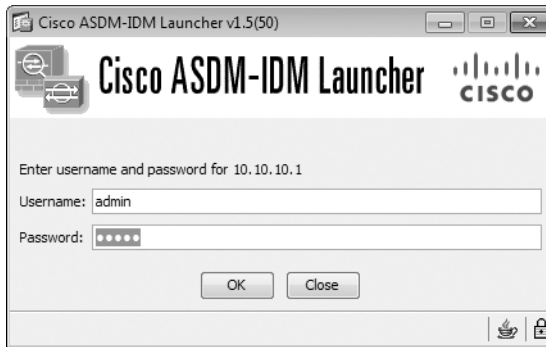 Cisco ASDM-IDM Launcher v1.5(50)
Cisco ASDM-IDM Launcher
CISCO
Enter username and password for 10.10.10.1
Username: admin
Password: •••••
OK Close